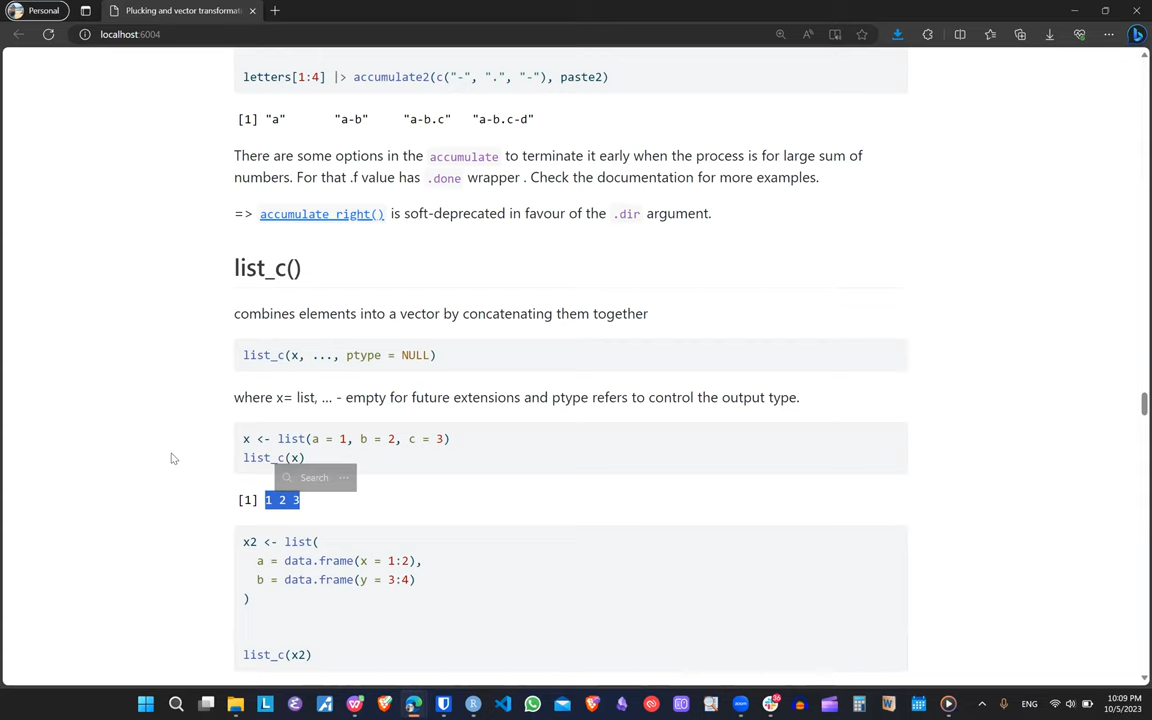 Personal
Plucking and vector transformati
localhost:6004
letters[1:4] |> accumulate2(c("-", ".", "-"), paste2)
[1] "a" "a-b" "a-b.c" "a-b.c-d"
There are some options in the accumulate to terminate it early when the process is for large sum of
numbers. For that .f value has .done wrapper . Check the documentation for more examples.
=> accumulate_right() is soft-deprecated in favour of the .dir argument.
list_c()
combines elements into a vector by concatenating them together
list_c(x, ..., ptype = NULL)
where x= list, ... - empty for future extensions and ptype refers to control the output type.
x <- list(a = 1, b = 2, c = 3)
list_c(x)
Search ...
[1] 1 2 3
x2 <- list(
a = data.frame(x = 1:2),
b = data.frame(y = 3:4)
)
list_c(x2)
ENG
10:09 PM
10/5/2023